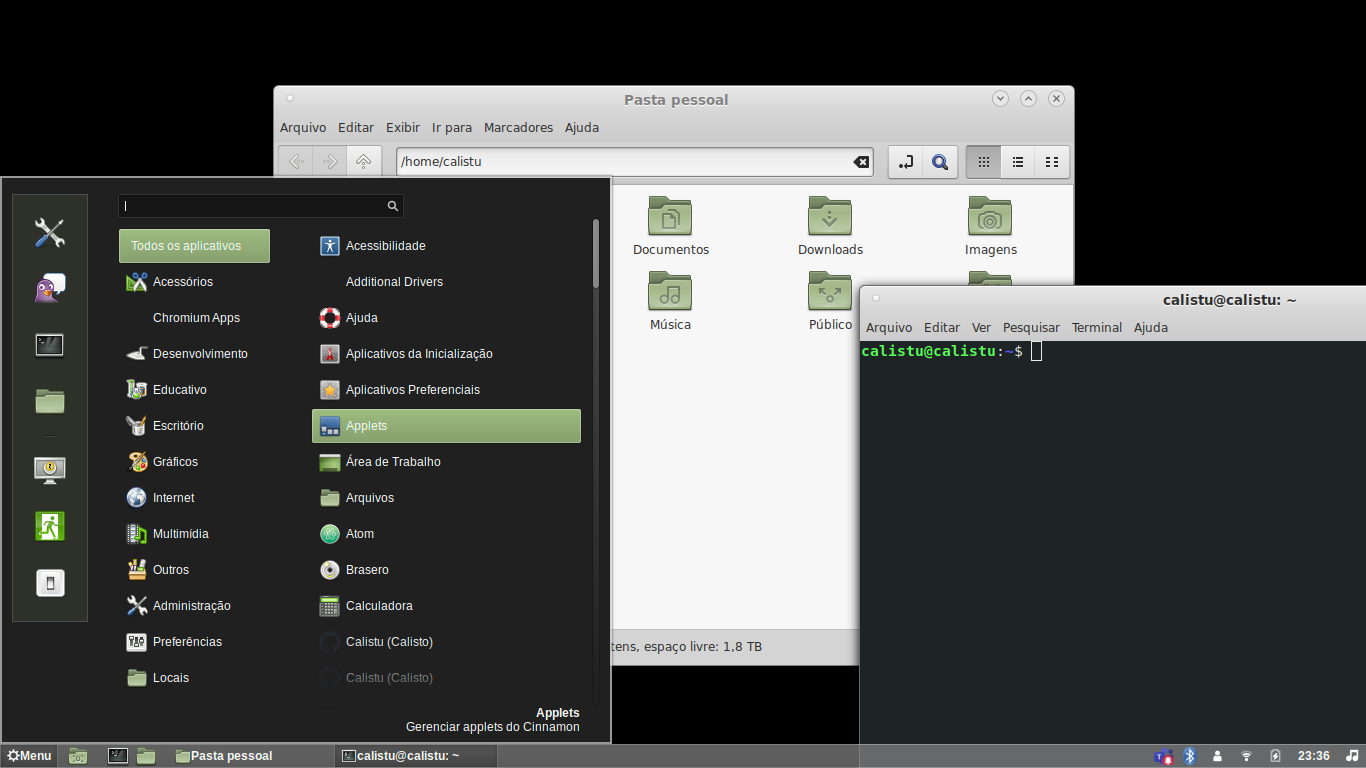 Pasta pessoal
Arquivo Editar Exibir Ir para Marcadores Ajuda
/home/calistu
Documentos Downloads Imagens
Música Público
tens, espaço livre: 1,8 TB
calistu@calistu: ~
Arquivo Editar Ver Pesquisar Terminal Ajuda
calistu@calistu:~$
Todos os aplicativos
Acessórios
Chromium Apps
Desenvolvimento
Educativo
Escritório
Gráficos
Internet
Multimídia
Outros
Administração
Preferências
Locais
Acessibilidade
Additional Drivers
Ajuda
Aplicativos da Inicialização
Aplicativos Preferenciais
Applets
Área de Trabalho
Arquivos
Atom
Brasero
Calculadora
Calistu (Calisto)
Calistu (Calisto)
Applets
Gerenciar applets do Cinnamon
Menu Pasta pessoal calistu@calistu: ~ 23:36